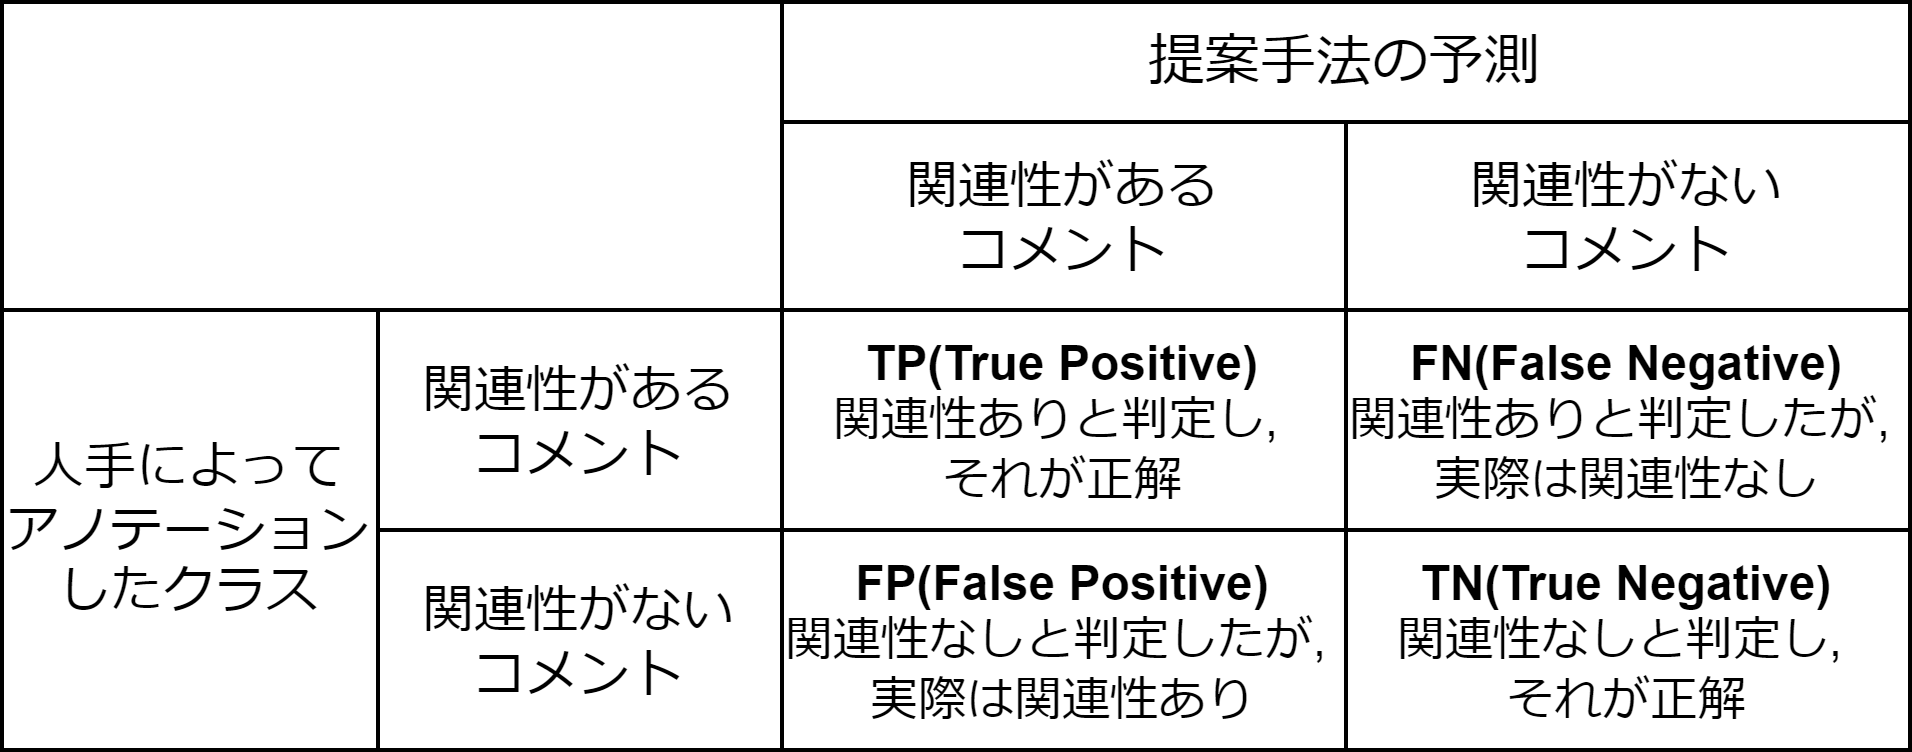 提案手法の予測
関連性がある
コメント
関連性がない
コメント
人手によって
アノテーション
したクラス
関連性がある
コメント
TP(True Positive)
関連性ありと判定し,
それが正解
FN(False Negative)
関連性ありと判定したが,
実際は関連性なし
関連性がない
コメント
FP(False Positive)
関連性なしと判定したが,
実際は関連性あり
TN(True Negative)
関連性なしと判定し,
それが正解